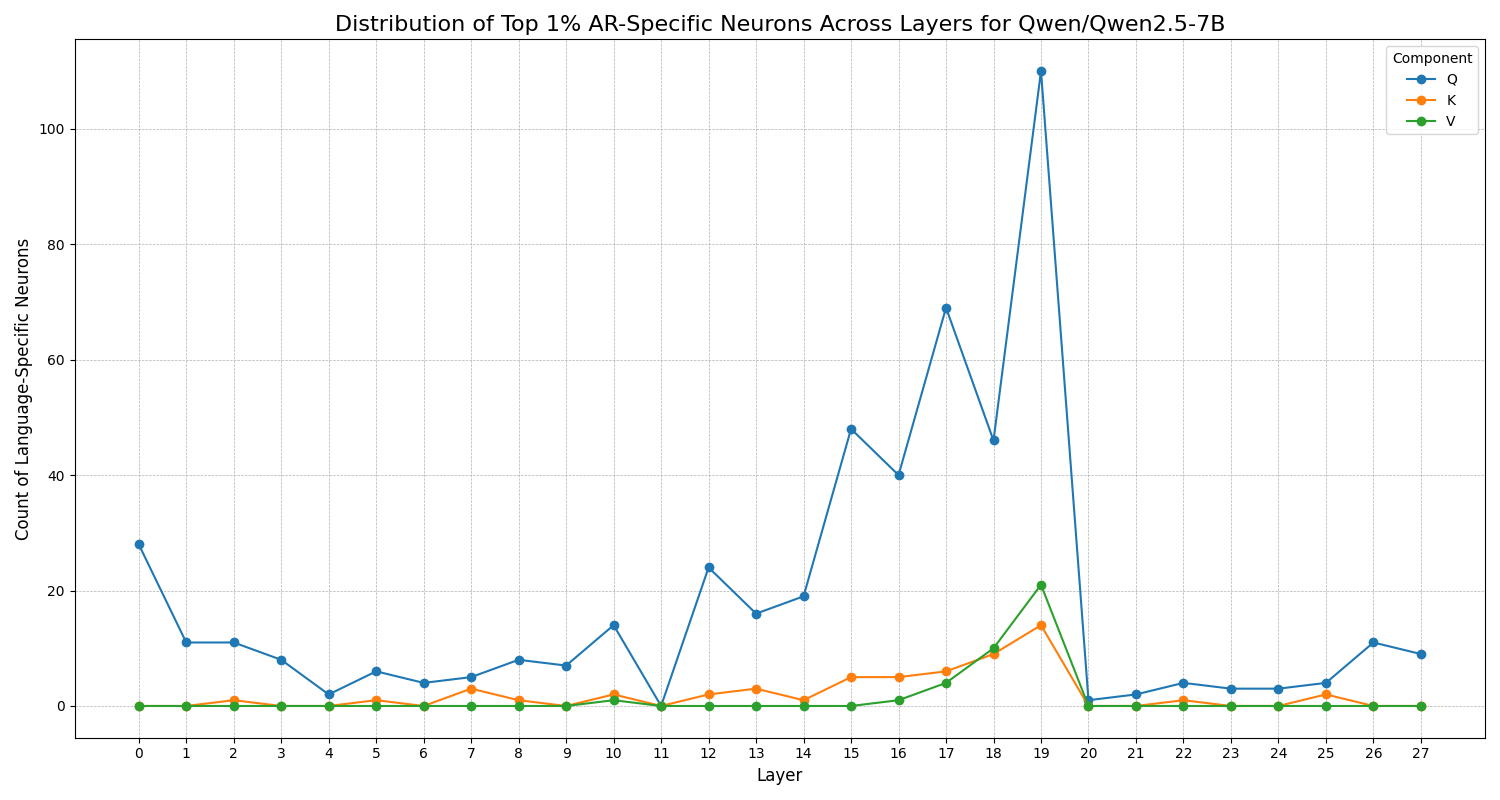 Distribution of Top 1% AR-Specific Neurons Across Layers for Qwen/Qwen2.5-7B
Component
Q
K
V
Count of Language-Specific Neurons
100
80
60
40
20
0
0 1 2 3 4 5 6 7 8 9 10 11 12 13 14 15 16 17 18 19 20 21 22 23 24 25 26 27
Layer